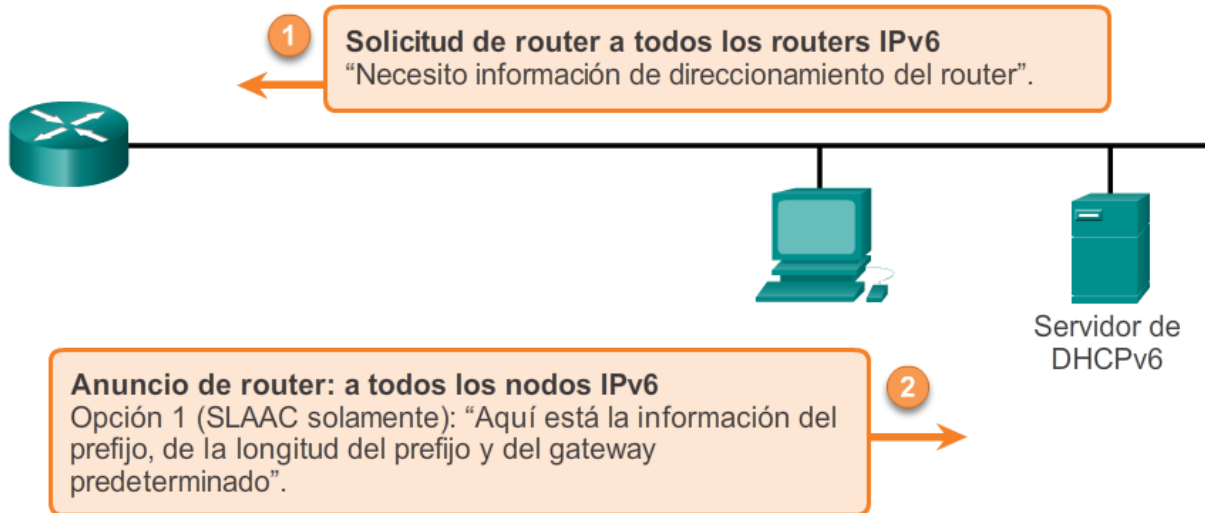 1
Solicitud de router a todos los routers IPv6
“Necesito información de direccionamiento del router”.
Servidor de
DHCPv6
Anuncio de router: a todos los nodos IPv6
Opción 1 (SLAAC solamente): “Aquí está la información del
prefijo, de la longitud del prefijo y del gateway
predeterminado”.
2